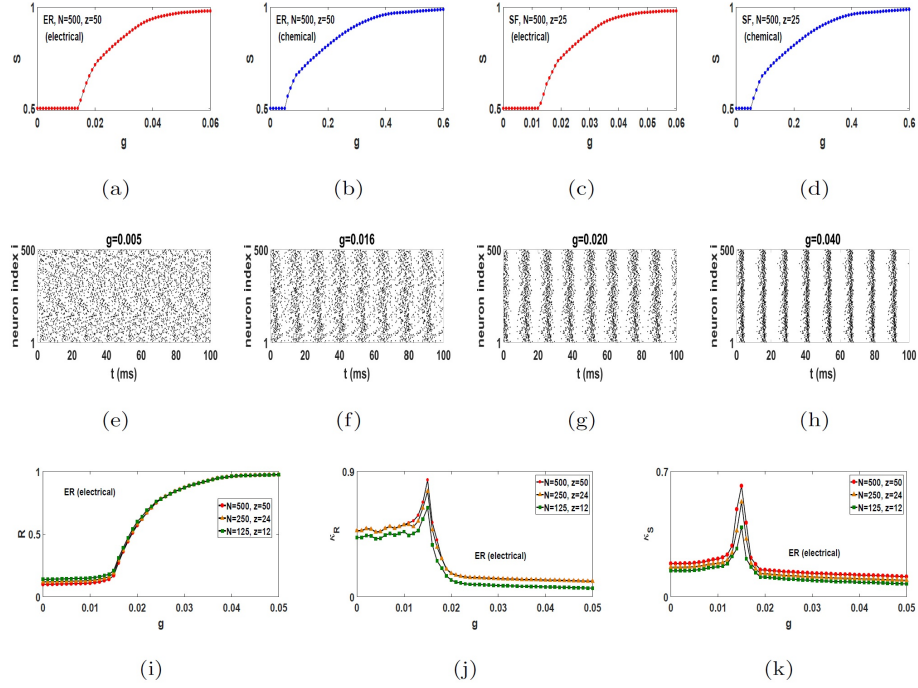 ER, N=500, z=50
(electrical)
S
1
0.5
0 0.02 0.04 0.06
g
(a)
ER, N=500, z=50
(chemical)
S
1
0.5
0 0.2 0.4 0.6
g
(b)
SF, N=500, z=25
(electrical)
S
1
0.5
0 0.01 0.02 0.03 0.04 0.05 0.06
g
(c)
SF, N=500, z=25
(chemical)
S
1
0.5
0 0.2 0.4 0.6
g
(d)
g=0.005
neuron index i
500
1
0 20 40 60 80 100
t (ms)
(e)
g=0.016
neuron index i
500
1
0 20 40 60 80 100
t (ms)
(f)
g=0.020
neuron index i
500
1
0 20 40 60 80 100
t (ms)
(g)
g=0.040
neuron index i
500
1
0 20 40 60 80 100
t (ms)
(h)
ER (electrical)
N=500, z=50
N=250, z=24
N=125, z=12
R
1
0.5
0
0 0.01 0.02 0.03 0.04 0.05
g
(i)
N=500, z=50
N=250, z=24
N=125, z=12
ER (electrical)
κR
0.9
0
0 0.01 0.02 0.03 0.04 0.05
g
(j)
N=500, z=50
N=250, z=24
N=125, z=12
ER (electrical)
κS
0.7
0
0 0.01 0.02 0.03 0.04 0.05
g
(k)